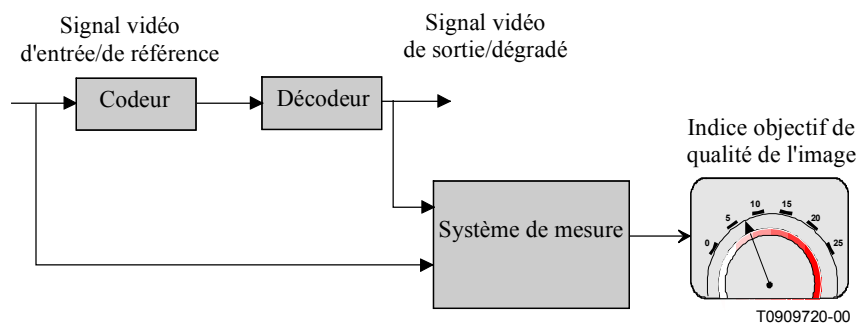 Signal vidéo
d'entrée/de référence
Signal vidéo
de sortie/dégradé
Codeur
Décodeur
Indice objectif de
qualité de l'image
Système de mesure
0
5
10
15
20
25
T0909720-00